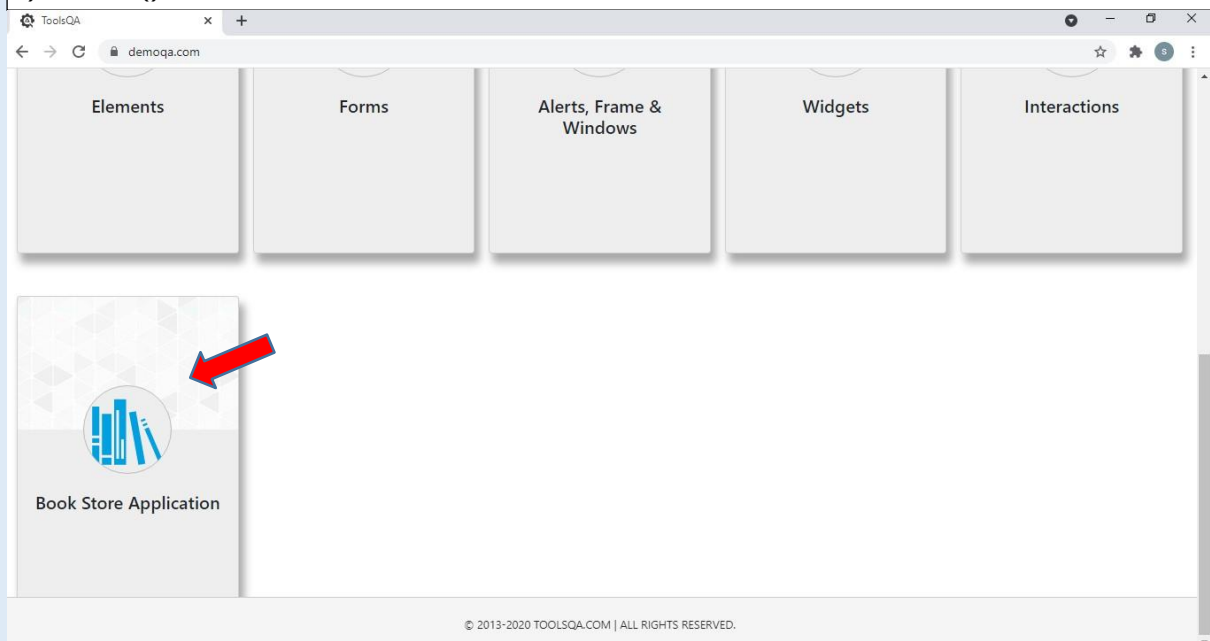 ToolsQA
demoqa.com
S
Elements
Forms
Alerts, Frame &
Windows
Widgets
Interactions
Book Store Application
© 2013-2020 TOOLSQA.COM | ALL RIGHTS RESERVED.